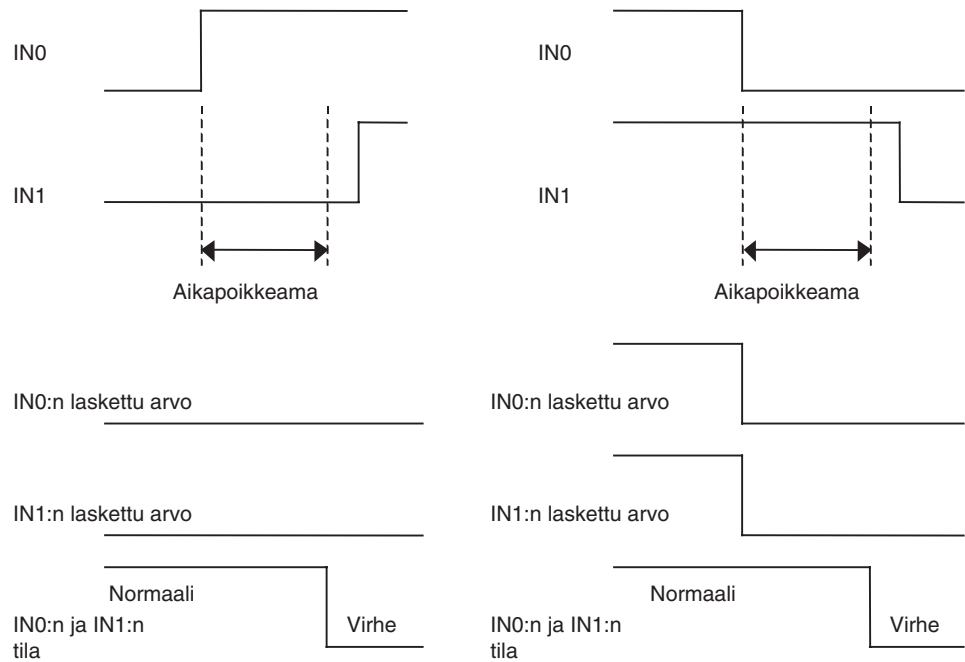 IN0
IN1
Aikapoikkeama
IN0:n laskettu arvo
IN1:n laskettu arvo
Normaali
IN0:n ja IN1:n
tila
Virhe
IN0
IN1
Aikapoikkeama
IN0:n laskettu arvo
IN1:n laskettu arvo
Normaali
IN0:n ja IN1:n
tila
Virhe